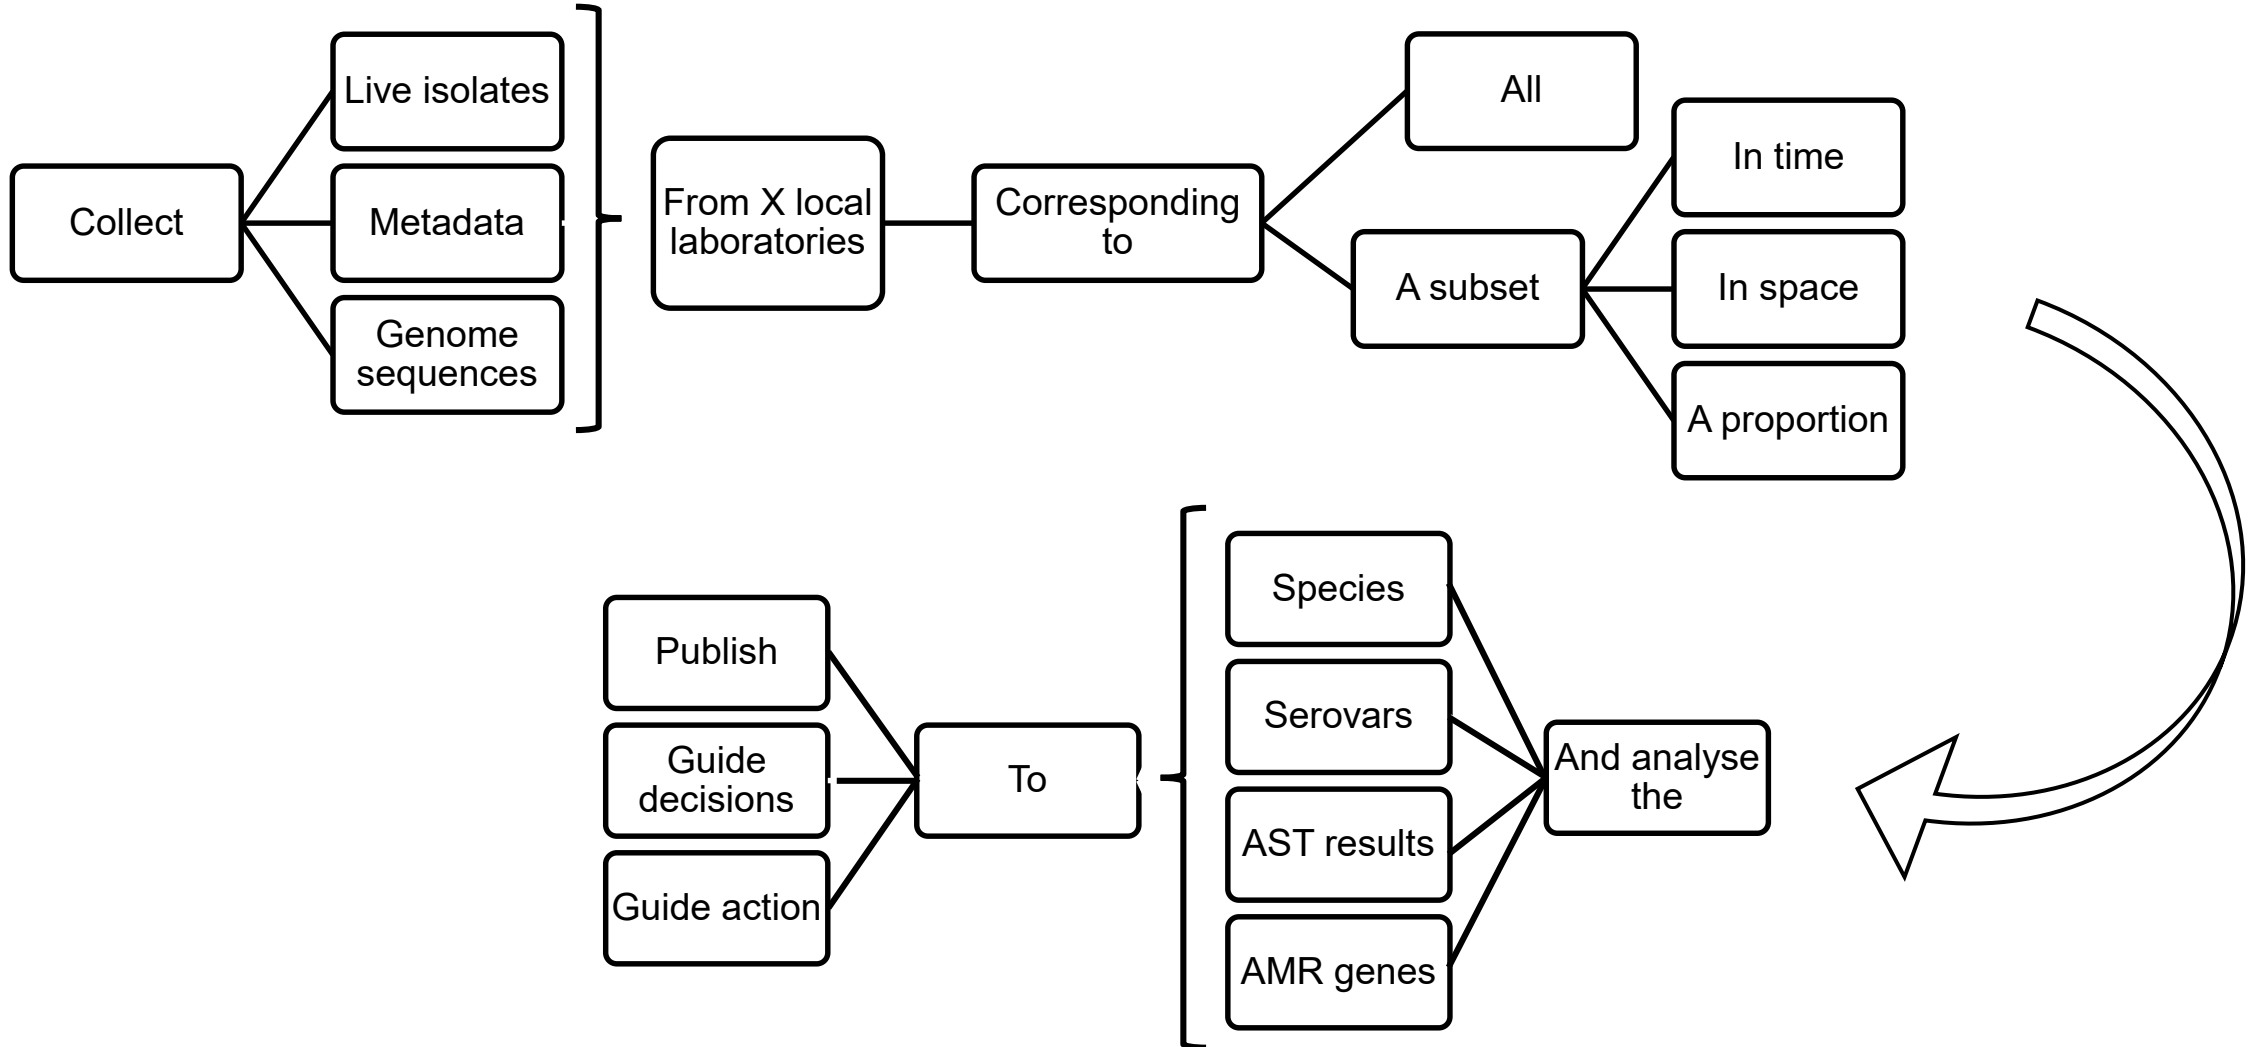 Collect
Live isolates
Metadata
Genome
sequences
From X local
laboratories
Corresponding
to
All
A subset
In time
In space
A proportion
And analyse
the
Species
Serovars
AST results
AMR genes
To
Publish
Guide
decisions
Guide action